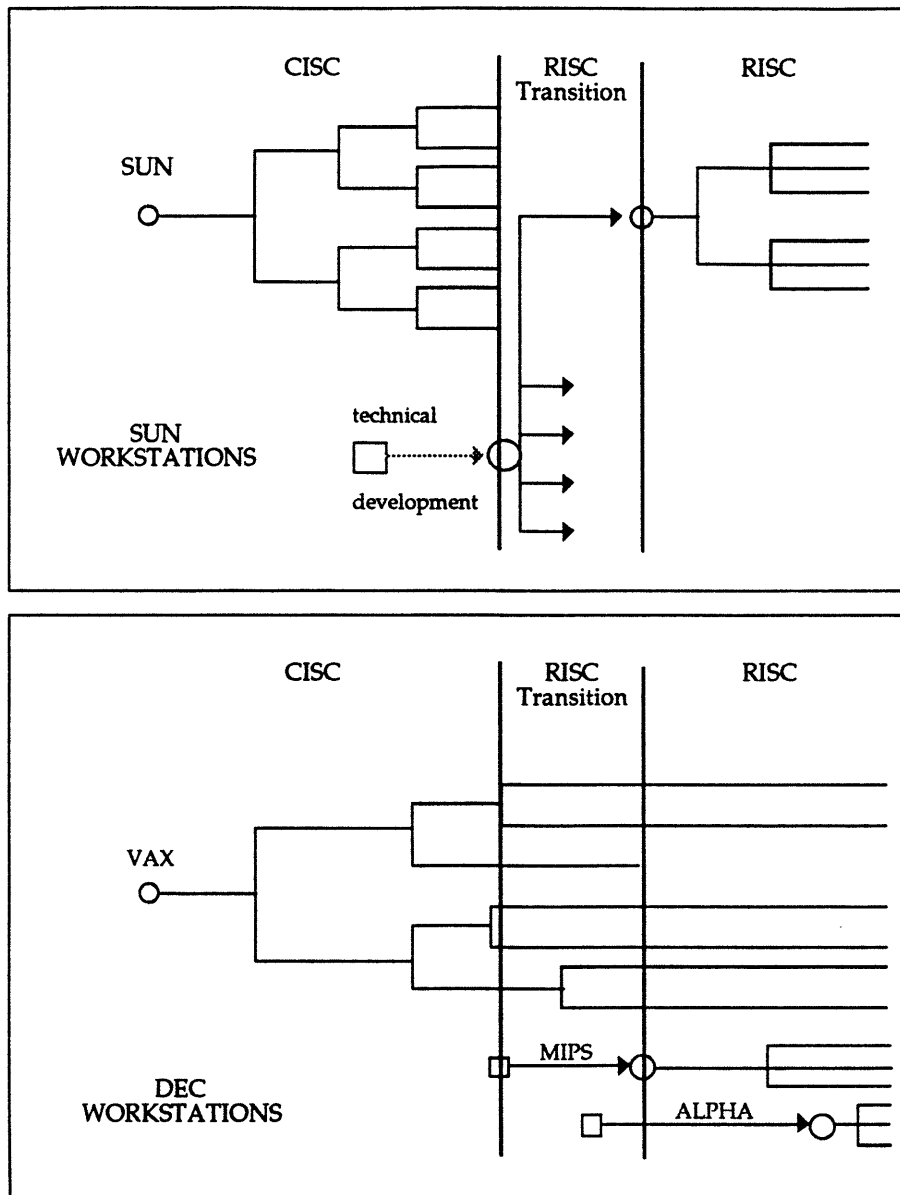 CISC
RISC
Transition
RISC
SUN
SUN
WORKSTATIONS
technical
development
CISC
RISC
Transition
RISC
VAX
MIPS
ALPHA
DEC
WORKSTATIONS